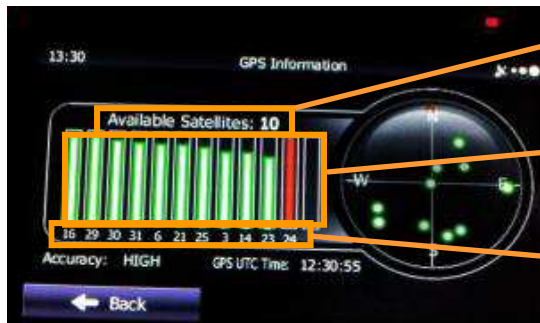 13:30 GPS Information
Available Satellites: 10
N
W E
16 29 30 31 6 21 25 3 14 23 24
Accuracy: HIGH GPS UTC Time: 12:30:55
Back